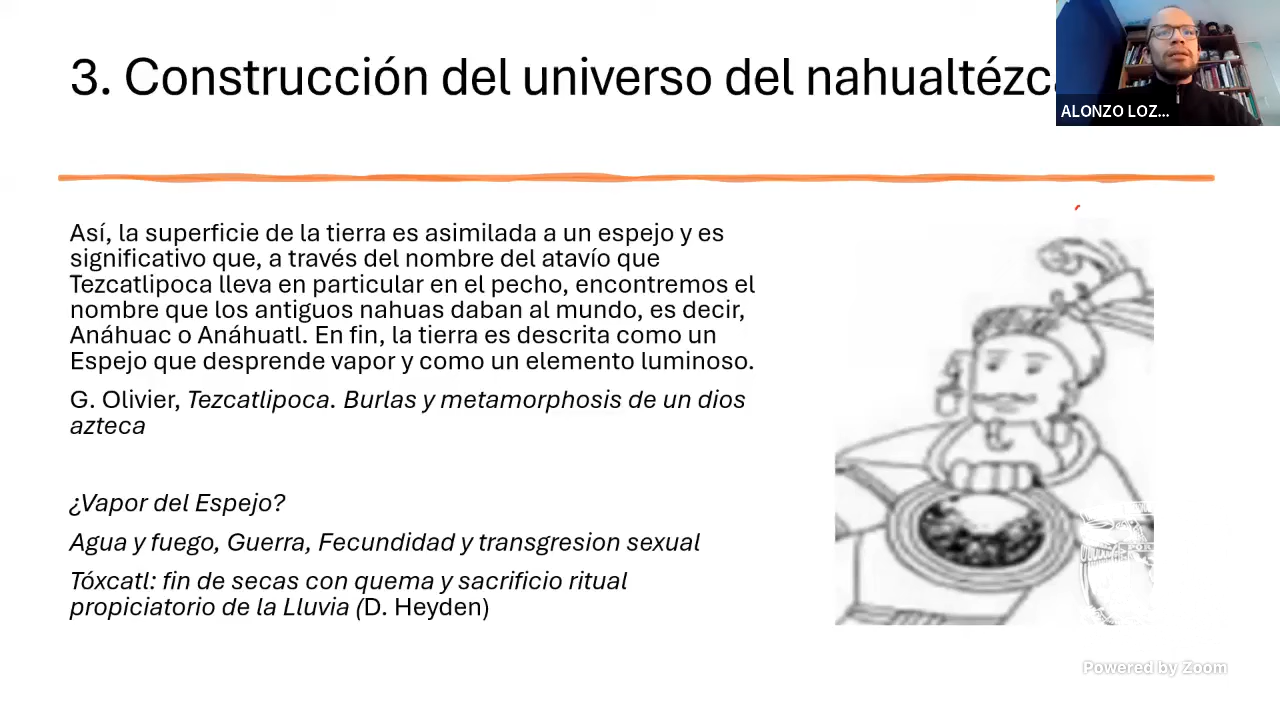 3. Construcción del universo del nahualtézc
ALONZO LOZ...
Así, la superficie de la tierra es asimilada a un espejo y es
significativo que, a través del nombre del atavío que
Tezcatlipoca lleva en particular en el pecho, encontremos el
nombre que los antiguos nahuas daban al mundo, es decir,
Anáhuac o Anáhuatl. En fin, la tierra es descrita como un
Espejo que desprende vapor y como un elemento luminoso.
G. Olivier, Tezcatlipoca. Burlas y metamorphosis de un dios
azteca
¿Vapor del Espejo?
Agua y fuego, Guerra, Fecundidad y transgresion sexual
Tóxcatl: fin de secas con quema y sacrificio ritual
propiciatorio de la Lluvia (D. Heyden)
Powered by Zoom